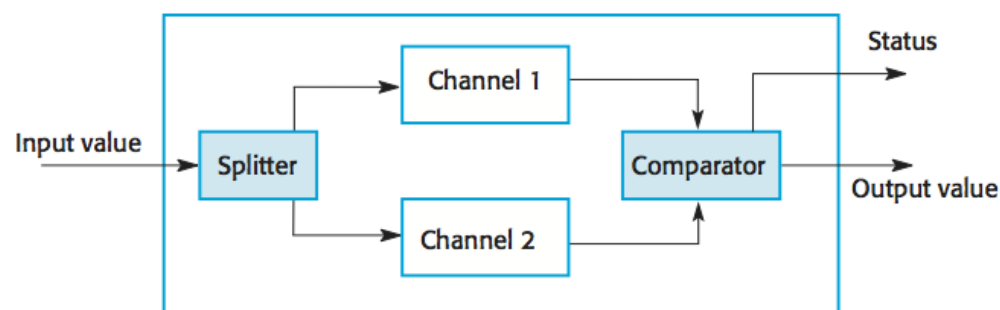 Status
Channel 1
Input value
Splitter
Comparator
Output value
Channel 2